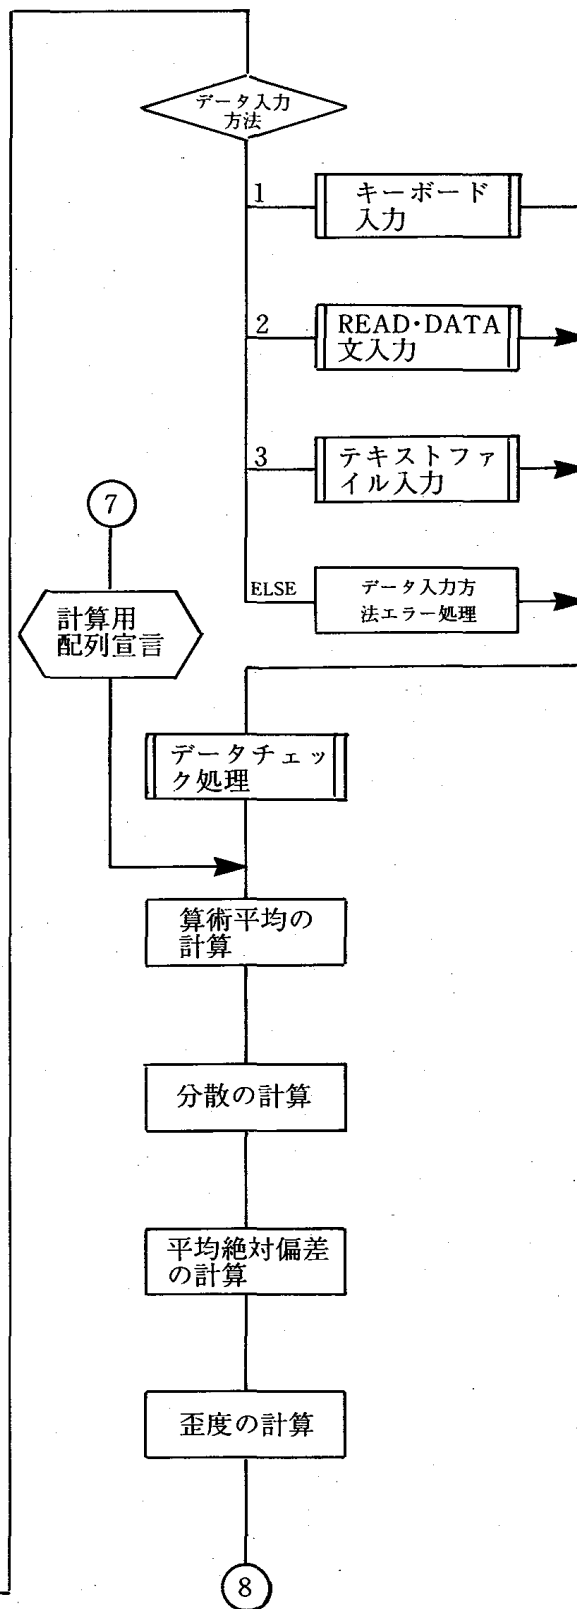 データ入力
方法
1
キーボード
入力
2
READ・DATA
文入力
3
テキストファ
イル入力
7
ELSE
データ入力方
法エラー処理
計算用
配列宣言
データチェッ
ク処理
算術平均の
計算
分散の計算
平均絶対偏差
の計算
歪度の計算
8